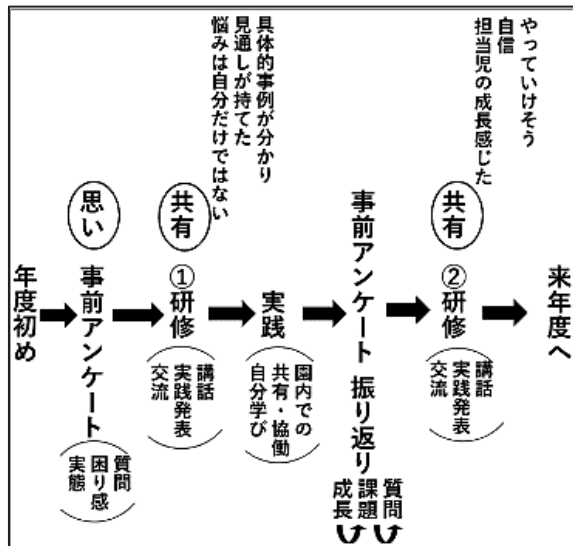 年度初め
思い
事前アンケート
質問
困り感
実態
具体的事例が分かり
見通しが持てた
悩みは自分だけではない
共有
①研修
講話
実践発表
交流
実践
園内での
共有・協働
自分学び
事前アンケート 振り返り
質問
課題
成長
やっていけそう
自信
担当児の成長感じた
共有
②研修
講話
実践発表
交流
来年度へ